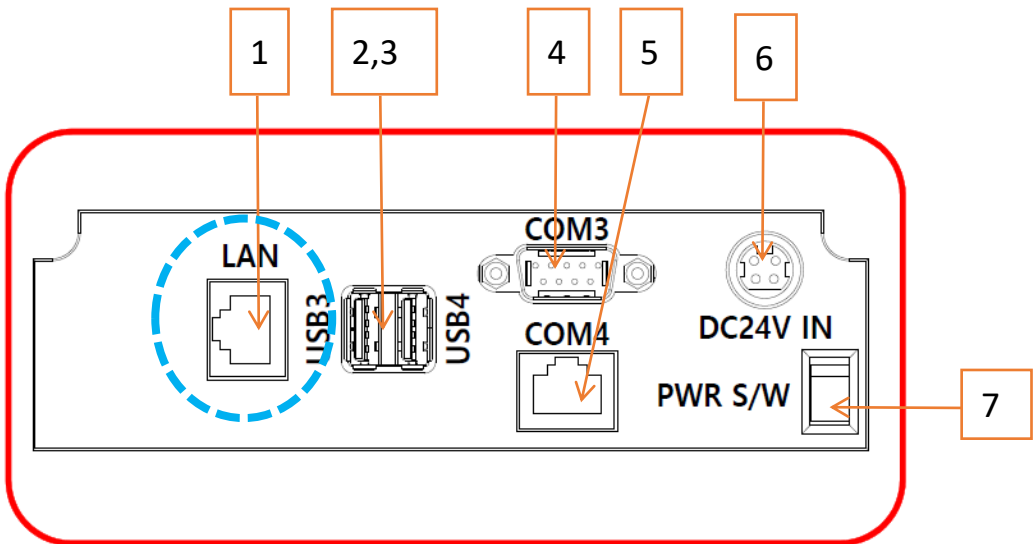 1
2,3
4
5
6
LAN
USB3
USB4
COM3
COM4
DC24V IN
PWR S/W
7